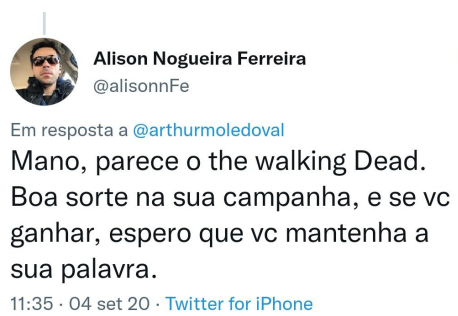 Alison Nogueira Ferreira
@alisonnFe
Em resposta a @arthurmoledoval
Mano, parece o the walking Dead.
Boa sorte na sua campanha, e se vc
ganhar, espero que vc mantenha a
sua palavra.
11:35 · 04 set 20 · Twitter for iPhone